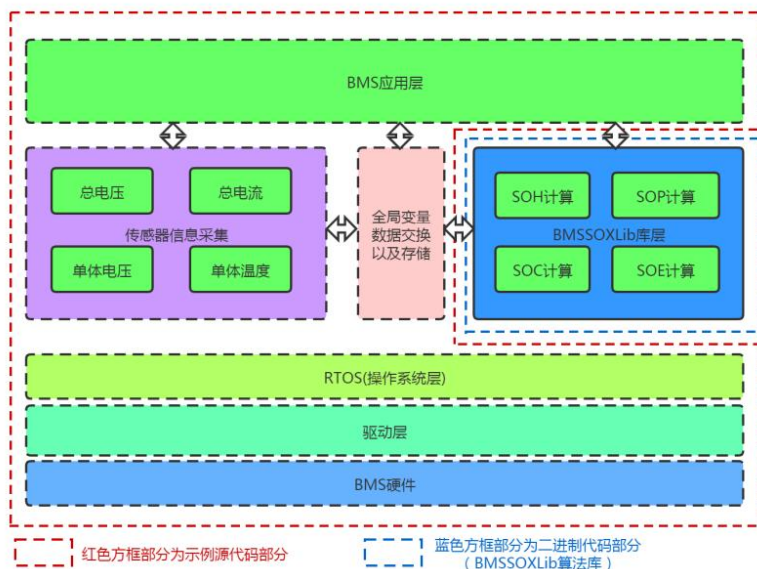 BMS应用层
总电压
总电流
传感器信息采集
单体电压
单体温度
全局变量
数据交换
以及存储
SOH计算
SOP计算
BMSSOXLib库层
SOC计算
SOE计算
RTOS(操作系统层)
驱动层
BMS硬件
红色方框部分为示例源代码部分
蓝色方框部分为二进制代码部分
（BMSSOXLib算法库）